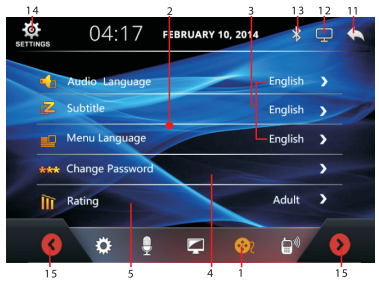 14 13 12 11
SETTINGS 04:17 FEBRUARY 10, 2014
2 3
Audio Language English
Subtitle English
Menu Language English
*** Change Password
Rating Adult
15 5 4 1 15